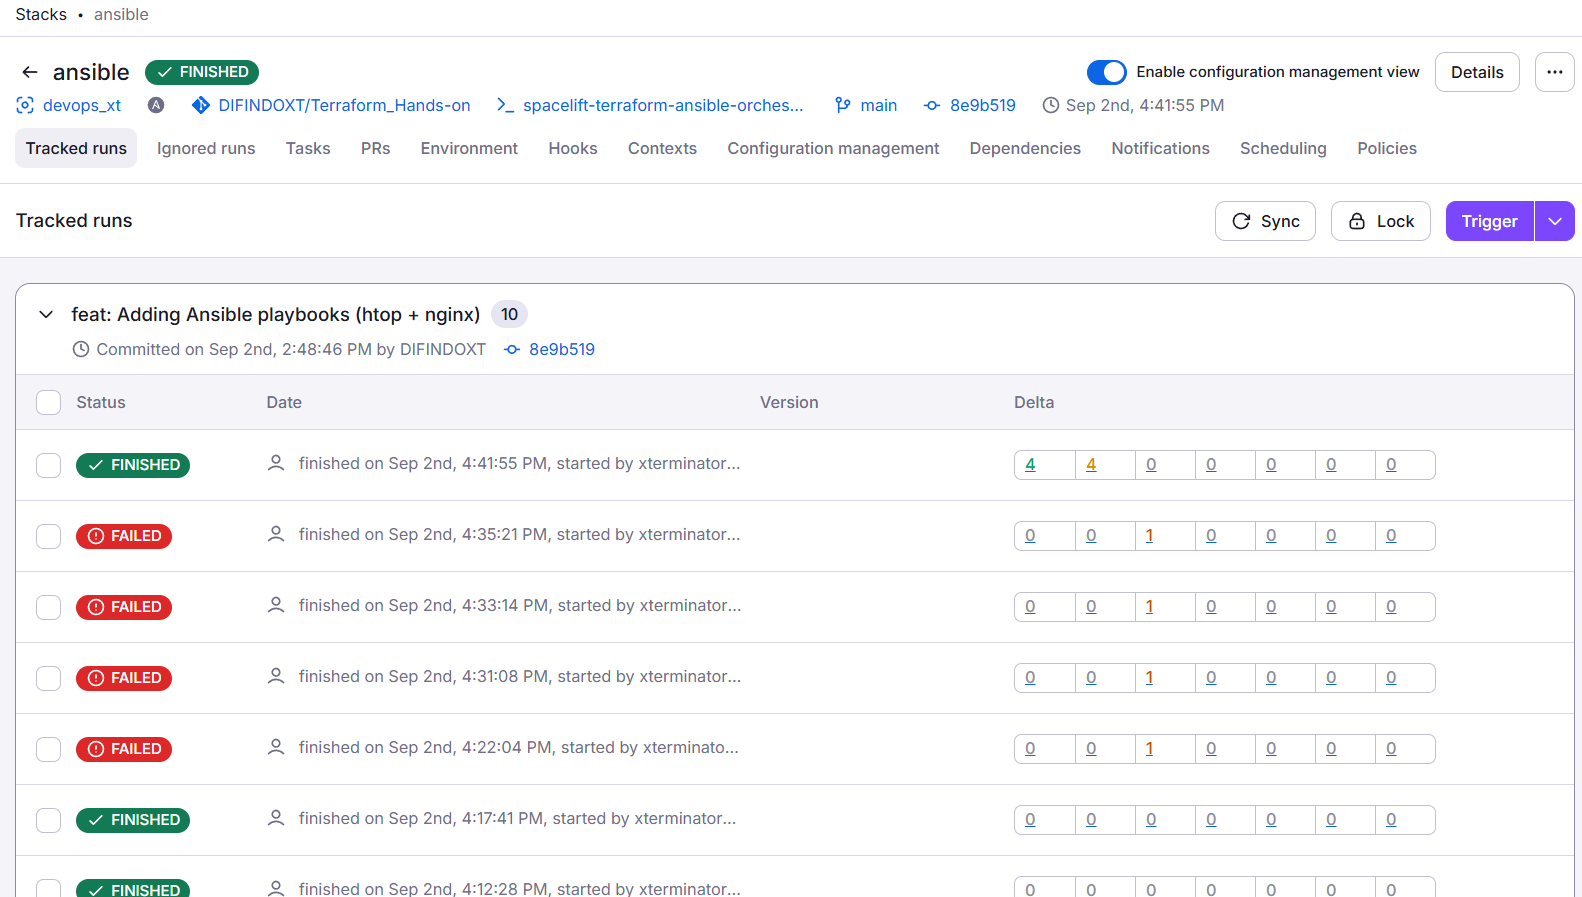 Stacks • ansible
ansible FINISHED Enable configuration management view Details ...
devops_xt A DIFINDOXT/Terraform_Hands-on spacelift-terraform-ansible-orches... main 8e9b519 Sep 2nd, 4:41:55 PM
Tracked runs Ignored runs Tasks PRs Environment Hooks Contexts Configuration management Dependencies Notifications Scheduling Policies
Tracked runs Sync Lock Trigger
feat: Adding Ansible playbooks (htop + nginx) 10
Committed on Sep 2nd, 2:48:46 PM by DIFINDOXT 8e9b519
Status Date Version Delta
FINISHED finished on Sep 2nd, 4:41:55 PM, started by xterminator... 4 4 0 0 0 0 0
FAILED finished on Sep 2nd, 4:35:21 PM, started by xterminator... 0 0 1 0 0 0 0
FAILED finished on Sep 2nd, 4:33:14 PM, started by xterminator... 0 0 1 0 0 0 0
FAILED finished on Sep 2nd, 4:31:08 PM, started by xterminator... 0 0 1 0 0 0 0
FAILED finished on Sep 2nd, 4:22:04 PM, started by xterminato... 0 0 1 0 0 0 0
FINISHED finished on Sep 2nd, 4:17:41 PM, started by xterminator... 0 0 0 0 0 0 0
FINISHED finished on Sep 2nd, 4:12:28 PM, started by xterminator... 0 0 0 0 0 0 0